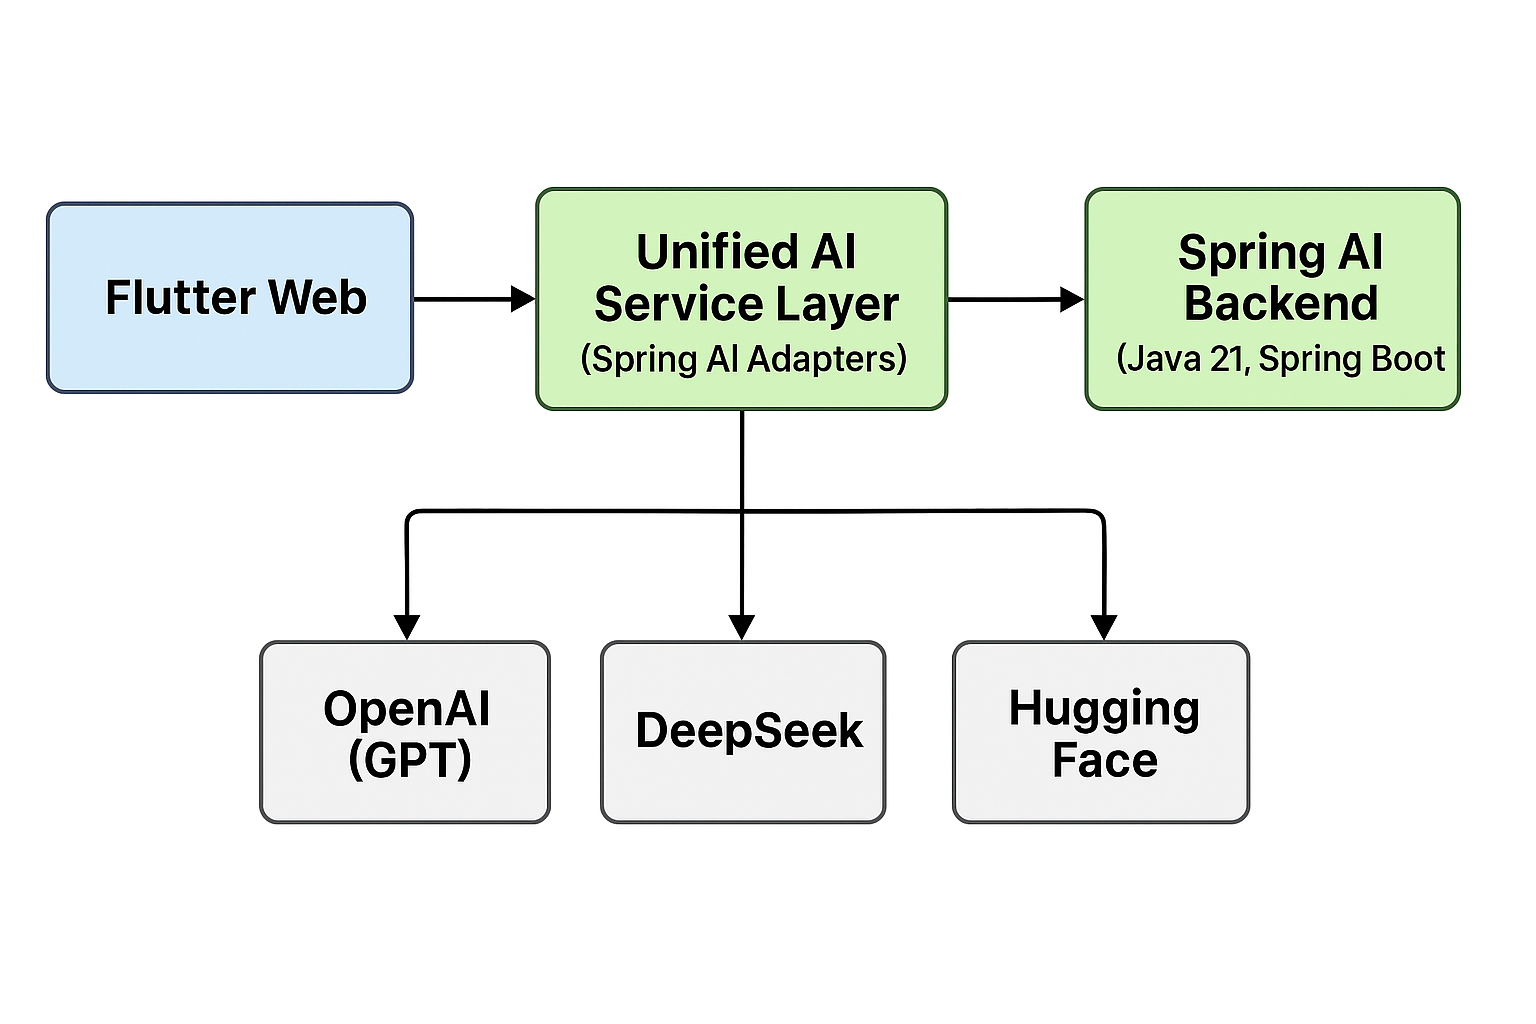 Flutter Web
Unified AI
Service Layer
(Spring AI Adapters)
Spring AI
Backend
(Java 21, Spring Boot
OpenAI
(GPT)
DeepSeek
Hugging
Face